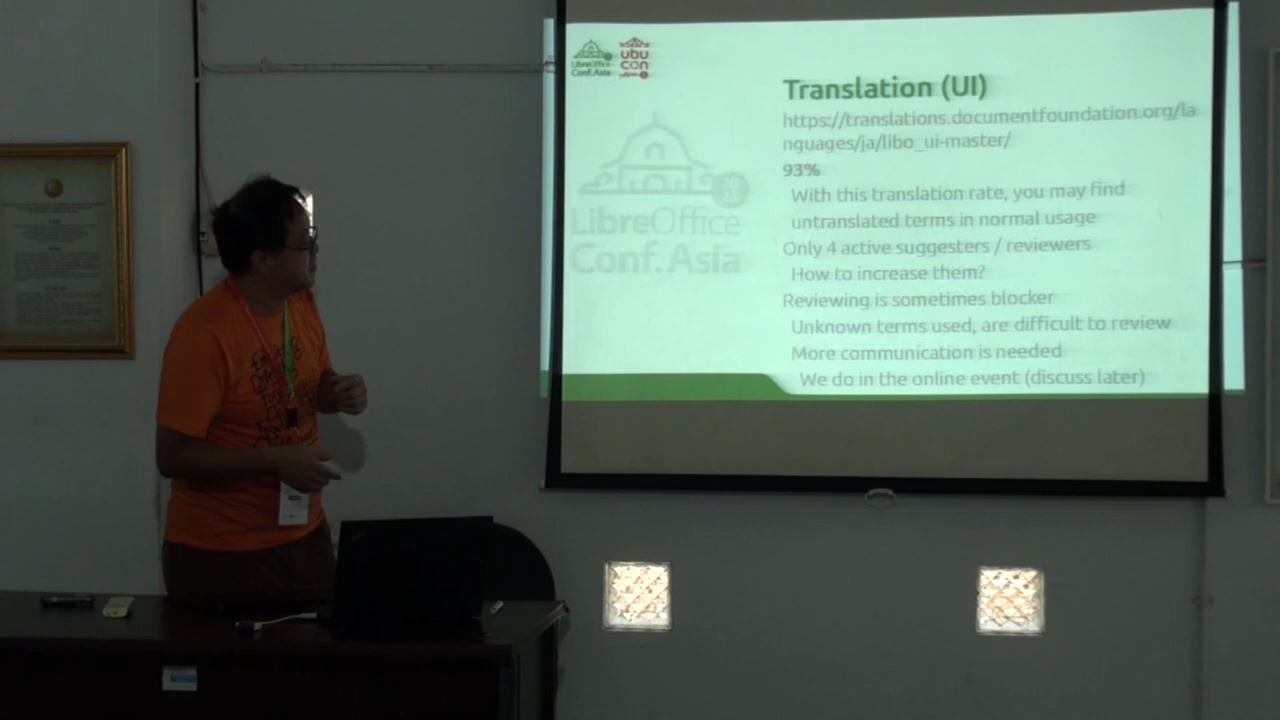 LibreOffice
Conf.Asia
ubu
con
Translation (UI)
https://translations.documentfoundation.org/la
nguages/ja/libo_ui-master/
93%
With this translation rate, you may find
untranslated terms in normal usage
Only 4 active suggesters / reviewers
How to increase them?
Reviewing is sometimes blocker
Unknown terms used, are difficult to review
More communication is needed
We do in the online event (discuss later)
LibreOffice
Conf.Asia